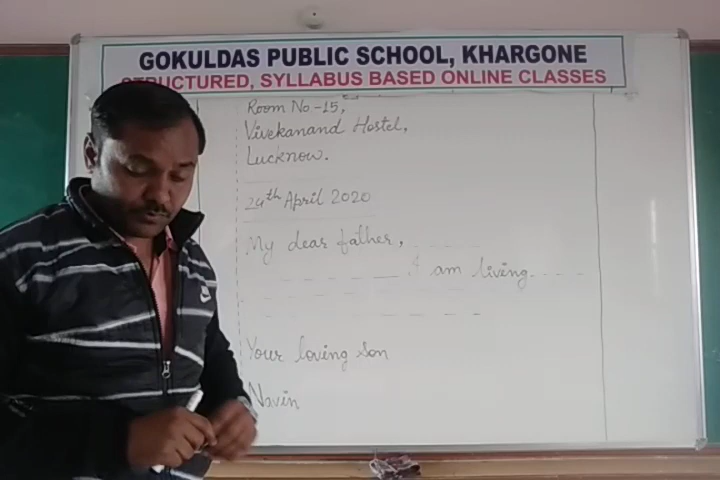 GOKULDAS PUBLIC SCHOOL, KHARGONE
STRUCTURED, SYLLABUS BASED ONLINE CLASSES
Room No-15,
Vivekanand Hostel,
Lucknow.
24th April 2020
My dear father,
I am living
Your loving son
Navin